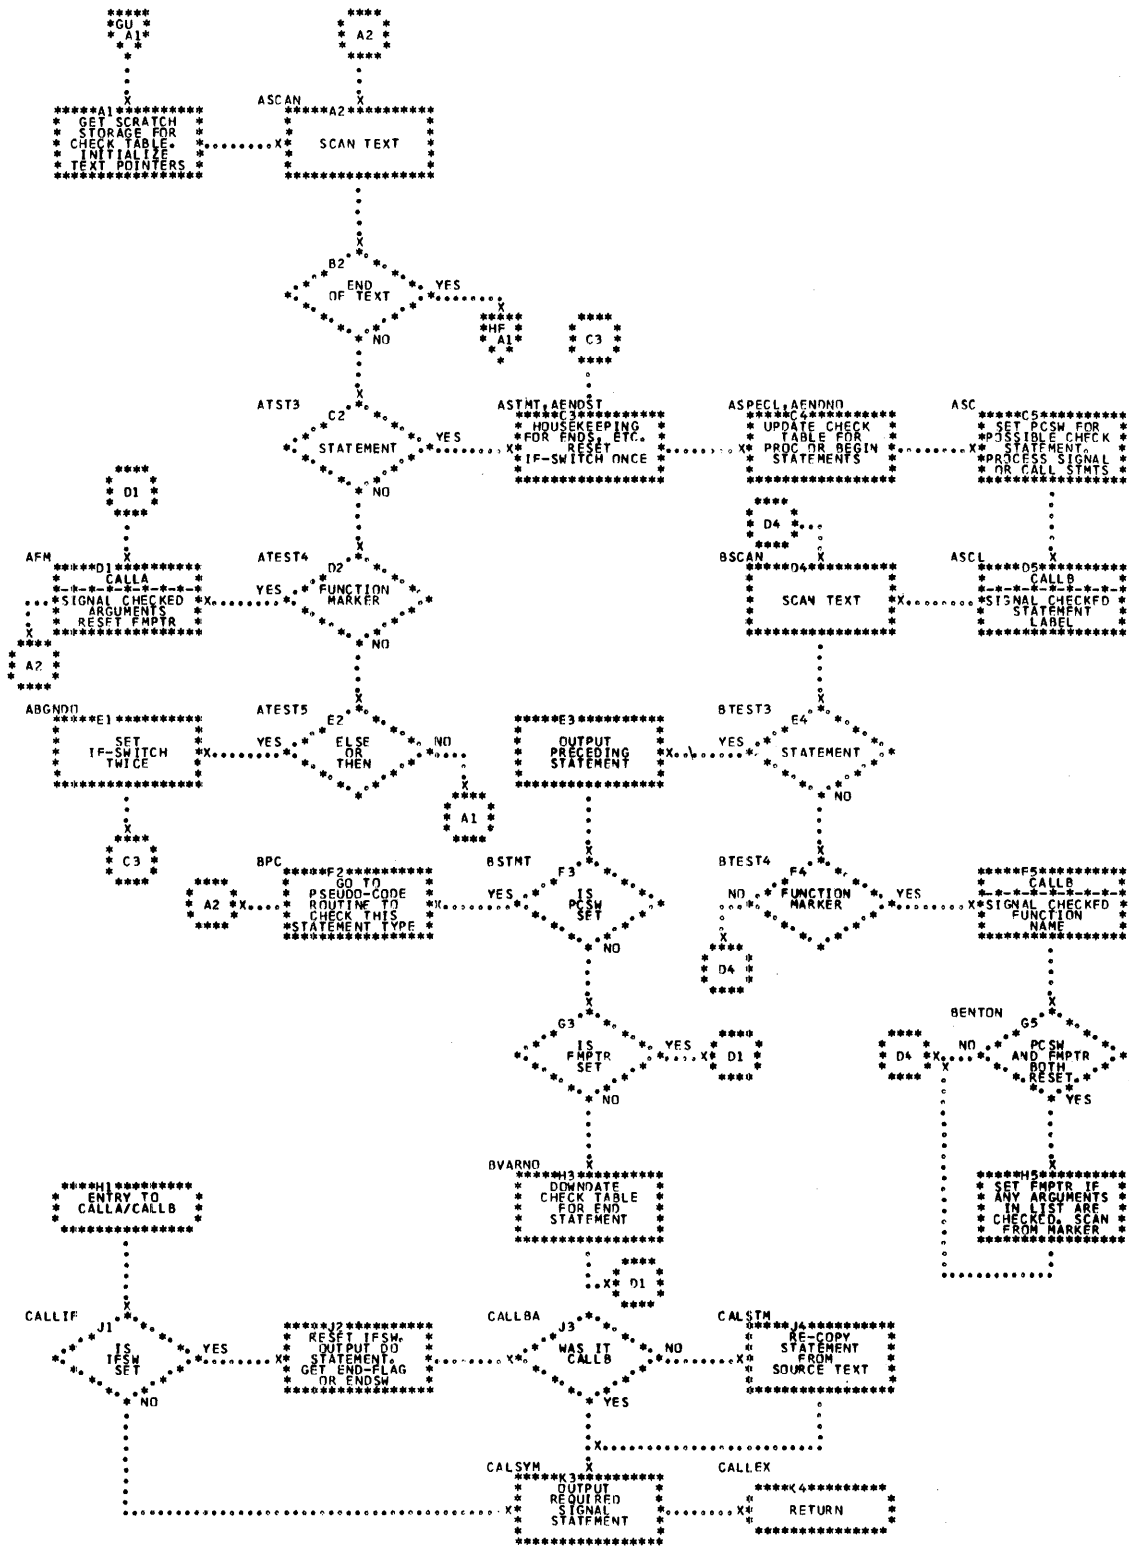 GU
A1
A2
ASCAN
A1
GET SCRATCH
STORAGE FOR
CHECK TABLE.
INITIALIZE
TEXT POINTERS
A2
SCAN TEXT
B2
END
OF TEXT
YES
NO
HF
A1
C3
ATST3
C2
STATEMENT
YES
NO
ASTMT,AENDST
C3
HOUSEKEEPING
FOR ENDS, ETC.
RESET
IF-SWITCH ONCE
ASPECL,AENDNO
C4
UPDATE CHECK
TABLE FOR
PROC OR BEGIN
STATEMENTS
ASC
C5
SET PCSW FOR
POSSIBLE CHECK
STATEMENT.
PROCESS SIGNAL
OR CALL STMTS
D1
D4
AFM
D1
CALLA
SIGNAL CHECKED
ARGUMENTS
RESET FMPTR
A2
ATEST4
D2
FUNCTION
MARKER
YES
NO
BSCAN
D4
SCAN TEXT
ASCL
D5
CALLB
SIGNAL CHECKED
STATEMENT
LABEL
ABGNDO
E1
SET
IF-SWITCH
TWICE
C3
ATEST5
E2
ELSE
OR
THEN
YES
NO
A1
E3
OUTPUT
PRECEDING
STATEMENT
BTEST3
E4
STATEMENT
YES
NO
A2
BPC
F2
GO TO
PSEUDO-CODE
ROUTINE TO
CHECK THIS
STATEMENT TYPE
BSTMT
F3
IS
PCSW
SET
YES
NO
BTEST4
F4
FUNCTION
MARKER
NO
YES
D4
F5
CALLB
SIGNAL CHECKED
FUNCTION
NAME
G3
IS
FMPTR
SET
YES
NO
D1
BENTON
G5
PCSW
AND FMPTR
BOTH
RESET
NO
YES
D4
BVARNO
H3
DOWNDATE
CHECK TABLE
FOR END
STATEMENT
D1
H5
SET FMPTR IF
ANY ARGUMENTS
IN LIST ARE
CHECKED. SCAN
FROM MARKER
H1
ENTRY TO
CALLA/CALLB
CALLIF
J1
IS
IFSW
SET
YES
NO
J2
RESET IFSW.
OUTPUT DO
STATEMENT.
GET END-FLAG
OR ENDSW
CALLBA
J3
WAS IT
CALLB
NO
YES
CALSTM
J4
RE-COPY
STATEMENT
FROM
SOURCE TEXT
CALSYM
K3
OUTPUT
REQUIRED
SIGNAL
STATEMENT
CALLEX
K4
RETURN